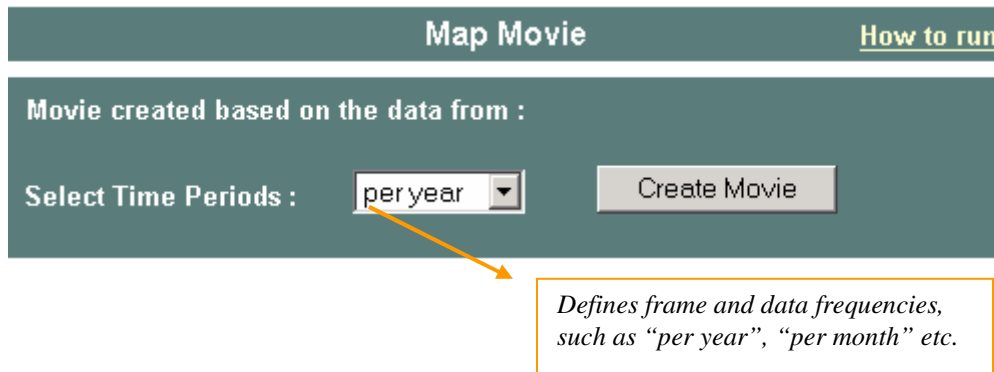 Map Movie How to run
Movie created based on the data from :
Select Time Periods : per year Create Movie
Defines frame and data frequencies,
such as “per year”, “per month” etc.